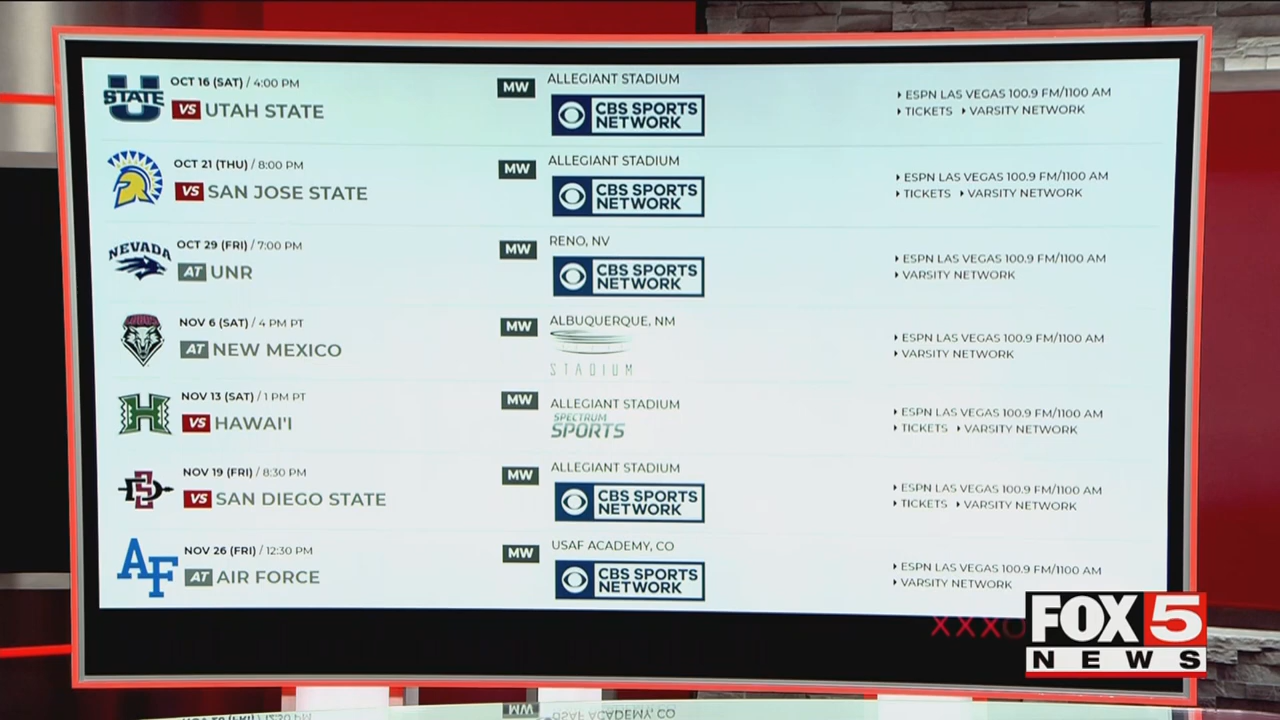 STATE
OCT 16 (SAT) / 4:00 PM
VS UTAH STATE
MW
ALLEGIANT STADIUM
CBS SPORTS
NETWORK
ESPN LAS VEGAS 100.9 FM/1100 AM
TICKETS VARSITY NETWORK
OCT 21 (THU) / 8:00 PM
VS SAN JOSE STATE
MW
ALLEGIANT STADIUM
CBS SPORTS
NETWORK
ESPN LAS VEGAS 100.9 FM/1100 AM
TICKETS VARSITY NETWORK
NEVADA
OCT 29 (FRI) / 7:00 PM
AT UNR
MW
RENO, NV
CBS SPORTS
NETWORK
ESPN LAS VEGAS 100.9 FM/1100 AM
VARSITY NETWORK
NOV 6 (SAT) / 4 PM PT
AT NEW MEXICO
MW
ALBUQUERQUE, NM
STADIUM
ESPN LAS VEGAS 100.9 FM/1100 AM
VARSITY NETWORK
H
NOV 13 (SAT) / 1 PM PT
VS HAWAI'I
MW
ALLEGIANT STADIUM
SPECTRUM
SPORTS
ESPN LAS VEGAS 100.9 FM/1100 AM
TICKETS VARSITY NETWORK
SD
NOV 19 (FRI) / 8:30 PM
VS SAN DIEGO STATE
MW
ALLEGIANT STADIUM
CBS SPORTS
NETWORK
ESPN LAS VEGAS 100.9 FM/1100 AM
TICKETS VARSITY NETWORK
AF
NOV 26 (FRI) / 12:30 PM
AT AIR FORCE
MW
USAF ACADEMY, CO
CBS SPORTS
NETWORK
ESPN LAS VEGAS 100.9 FM/1100 AM
VARSITY NETWORK
XXX
FOX 5
NEWS